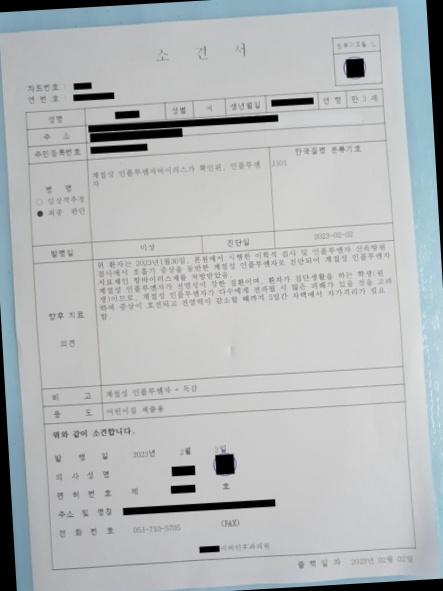 소 견 서
원 부 대 조 필 인
차트번호 :
연 번호 :
성명 성별 여 생년월일 연 령 만 3 세
주 소
주민등록번호
병 명
○ 임상적추정
● 최종 판단
계절성 인플루엔자바이러스가 확인된, 인플루엔
자
한국질병 분류기호
J101
발병일 미상 진단일 2023-02-02
향후 치료
의견
위 환자는 2023년1월30일, 본원에서 시행한 이학적 검사 및 인플루엔자 신속항원
검사에서 호흡기 증상을 동반한 계절성 인플루엔자로 진단되어 계절성 인플루엔자
치료제인 항바이러스제를 처방받았음.
계절성 인플루엔자가 전염성이 강한 질환이며, 환자가 집단생활을 하는 학생(원
생)이므로, 계절성 인플루엔자가 다수에게 전파될 시 많은 피해가 있을 것을 고려
하여 증상이 호전되고 전염력이 감소할 때까지 5일간 자택에서 자가격리가 필요
함.
비 고 계절성 인플루엔자 = 독감
용 도 어린이집 제출용
위와 같이 소견합니다.
발 행 일 2023년 2월 2일
의 사 성 명
면 허 번 호 제 호
주소 및 명칭
전 화 번 호 053-710-5705 (FAX)
이비인후과의원
출 력 일 자 2023년 02월 02일